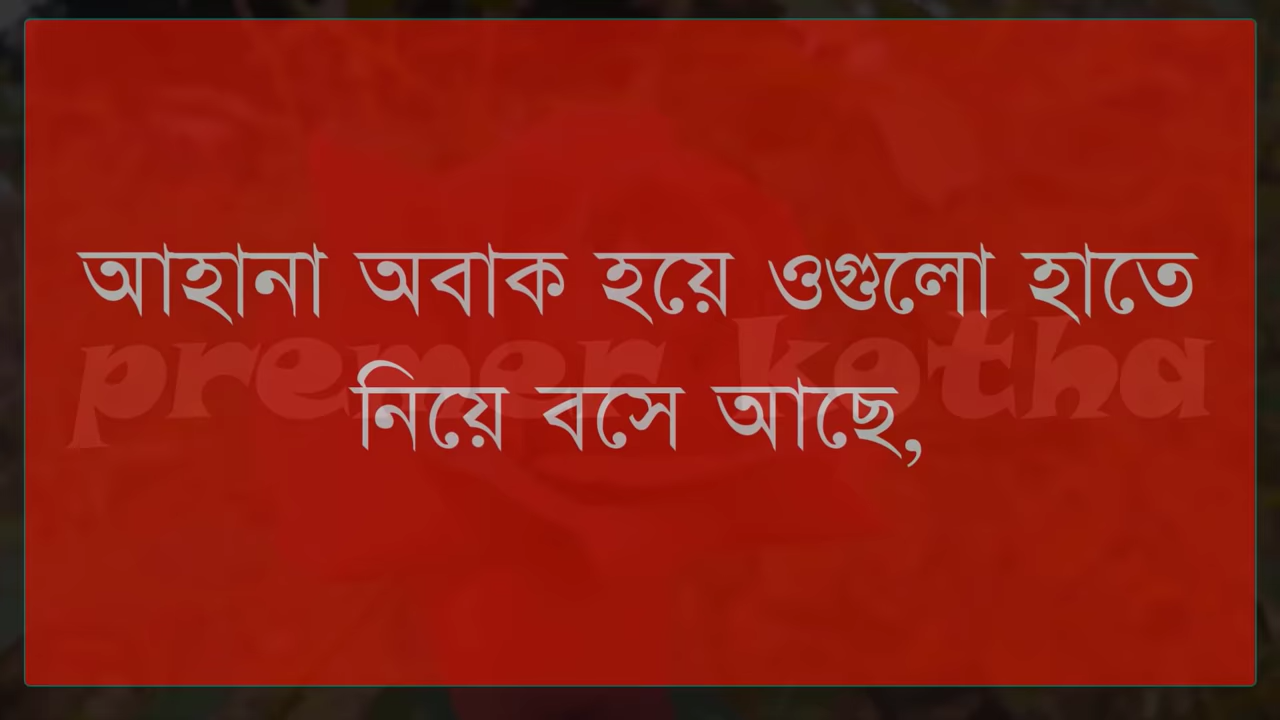 আহানা অবাক হয়ে ওগুলো হাতে
premer kotha
নিয়ে বসে আছে,